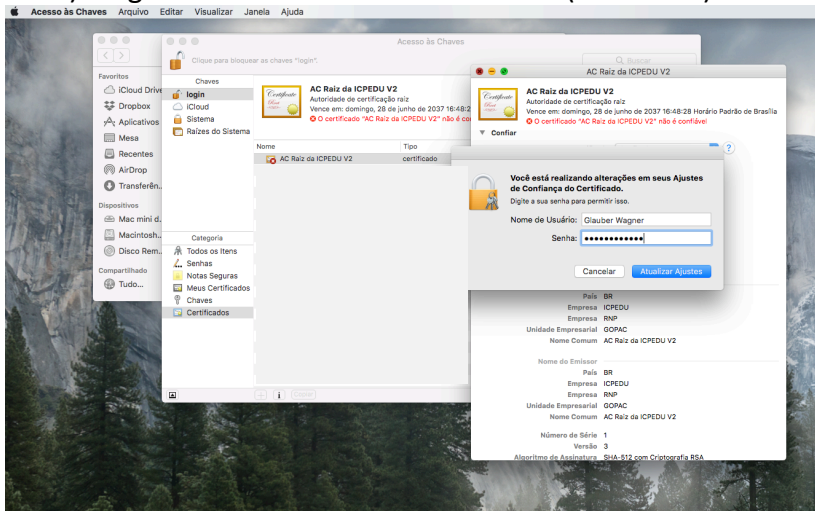 Acesso às Chaves Arquivo Editar Visualizar Janela Ajuda
Favoritos
iCloud Drive
Dropbox
Aplicativos
Mesa
Recentes
AirDrop
Transferên...
Dispositivos
Mac mini d...
Macintosh...
Disco Rem...
Compartilhado
Tudo...
Acesso às Chaves
Clique para bloquear as chaves "login".
Buscar
Chaves
login
iCloud
Sistema
Raízes do Sistema
Categoria
Todos os Itens
Senhas
Notas Seguras
Meus Certificados
Chaves
Certificados
AC Raiz da ICPEDU V2
Autoridade de certificação raiz
Vence em: domingo, 28 de junho de 2037 16:48:2
O certificado "AC Raiz da ICPEDU V2" não é co
Nome Tipo
AC Raiz da ICPEDU V2 certificado
AC Raiz da ICPEDU V2
AC Raiz da ICPEDU V2
Autoridade de certificação raiz
Vence em: domingo, 28 de junho de 2037 16:48:28 Horário Padrão de Brasília
O certificado "AC Raiz da ICPEDU V2" não é confiável
Confiar
?
Você está realizando alterações em seus Ajustes
de Confiança do Certificado.
Digite a sua senha para permitir isso.
Nome de Usuário: Glauber Wagner
Senha: ••••••••••••
Cancelar Atualizar Ajustes
País BR
Empresa ICPEDU
Empresa RNP
Unidade Empresarial GOPAC
Nome Comum AC Raiz da ICPEDU V2
Nome do Emissor
País BR
Empresa ICPEDU
Empresa RNP
Unidade Empresarial GOPAC
Nome Comum AC Raiz da ICPEDU V2
Número de Série 1
Versão 3
Algoritmo de Assinatura SHA-512 com Criptografia RSA